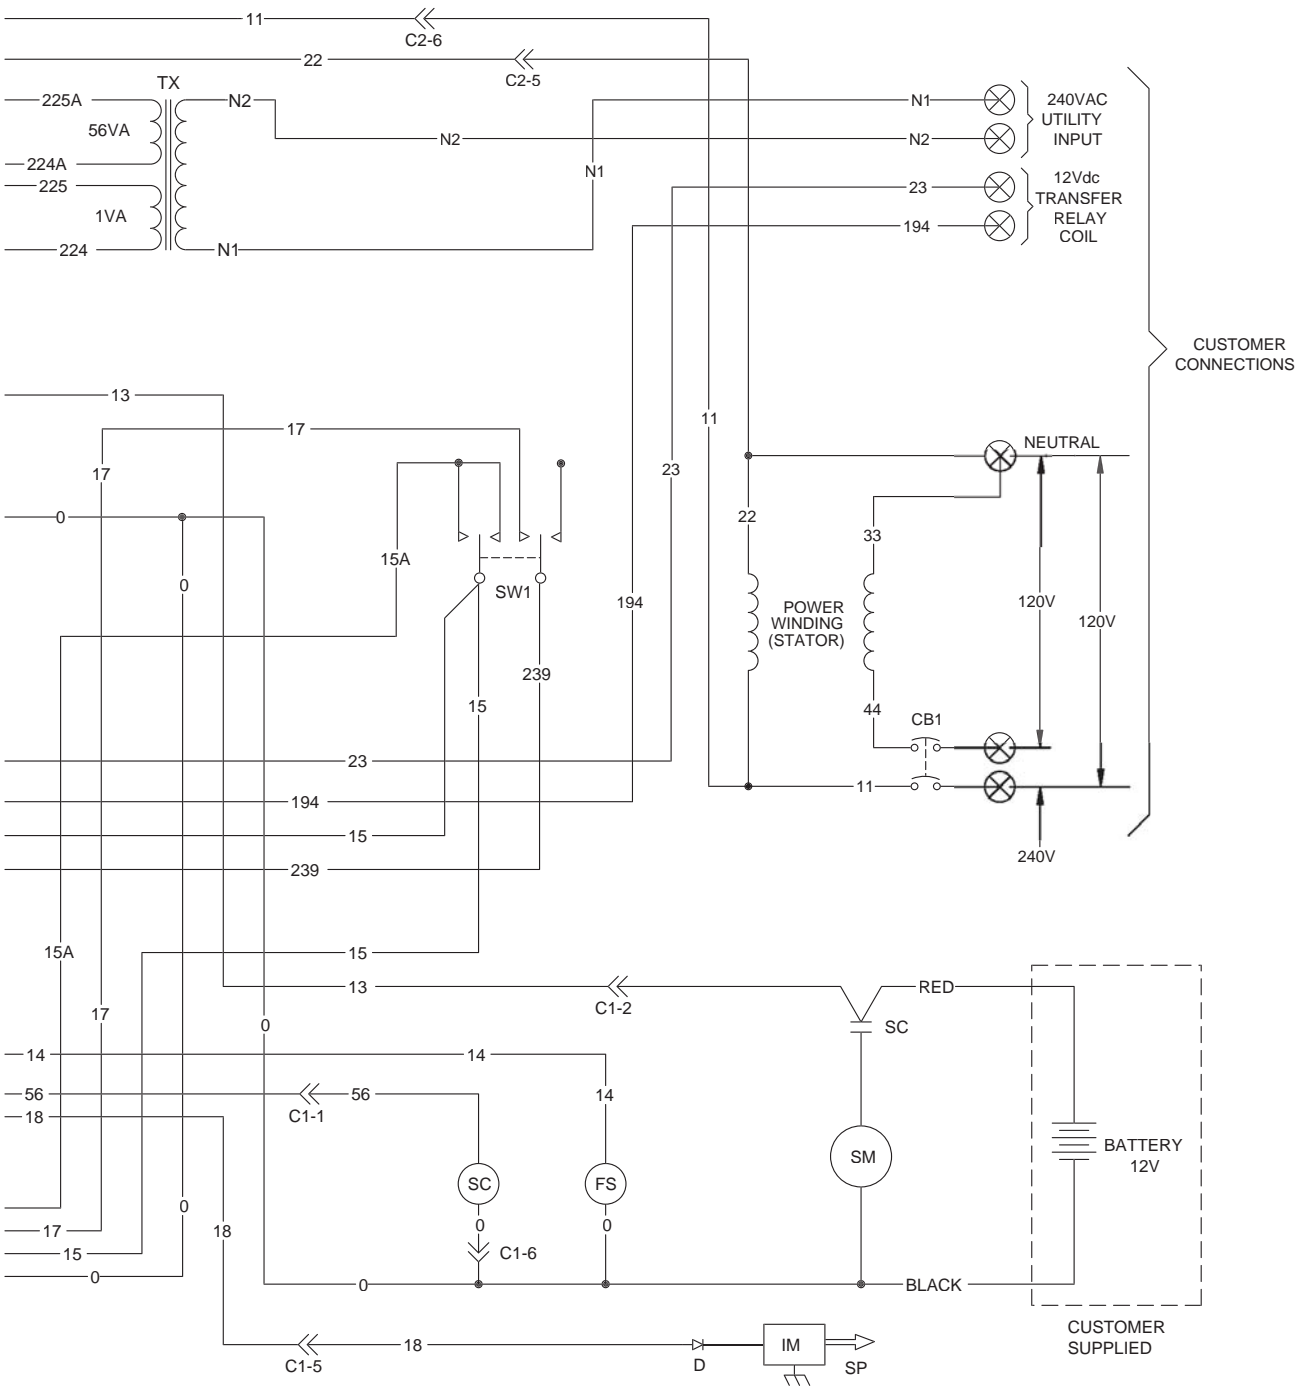 11
C2-6
22
C2-5
TX
225A
56VA
224A
225
1VA
224
N2
N2
N1
N1
N1
N2
240VAC
UTILITY
INPUT
23
194
12Vdc
TRANSFER
RELAY
COIL
CUSTOMER
CONNECTIONS
13
17
17
11
23
NEUTRAL
0
0
15A
SW1
22
33
194
POWER
WINDING
(STATOR)
120V
120V
239
15
44
CB1
23
194
15
239
11
240V
15A
15
13
C1-2
RED
SC
17
0
14
14
14
56
C1-1
56
18
SC
FS
SM
BATTERY
12V
0
18
0
0
C1-6
17
15
0
0
BLACK
CUSTOMER
SUPPLIED
C1-5
18
D
IM
SP